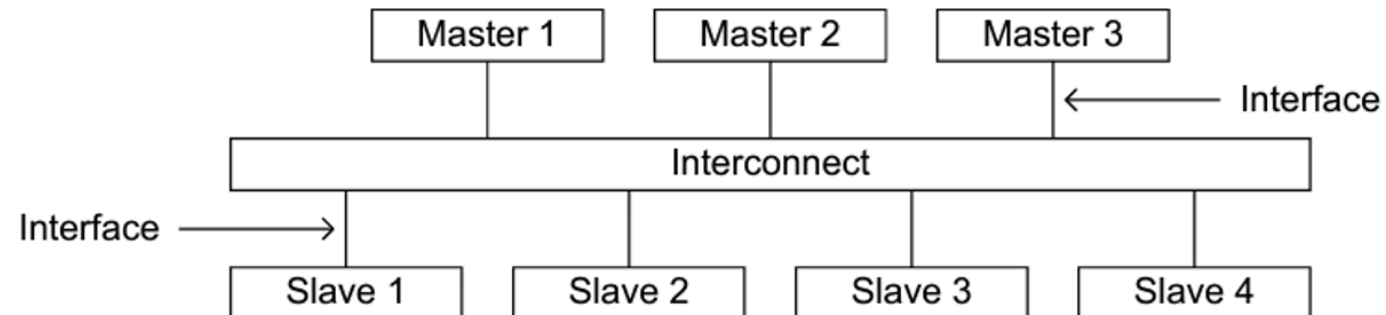 Master 1
Master 2
Master 3
Interface
Interconnect
Interface
Slave 1
Slave 2
Slave 3
Slave 4